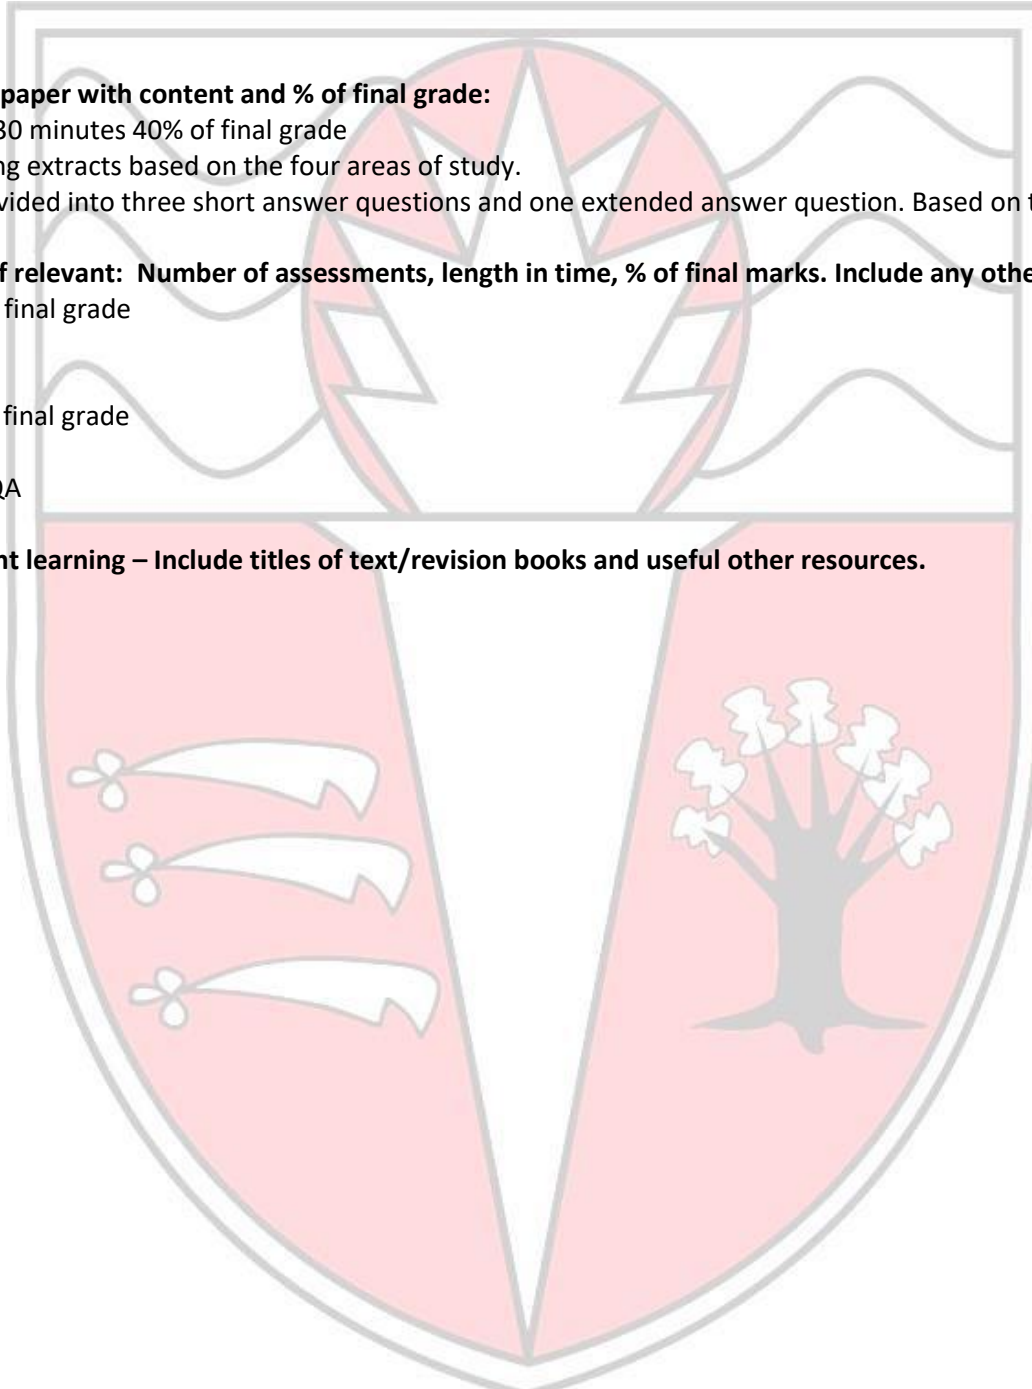 paper with content and % of final grade:
30 minutes 40% of final grade
ng extracts based on the four areas of study.
vided into three short answer questions and one extended answer question. Based on t
f relevant: Number of assessments, length in time, % of final marks. Include any othe
final grade
final grade
QA
nt learning – Include titles of text/revision books and useful other resources.